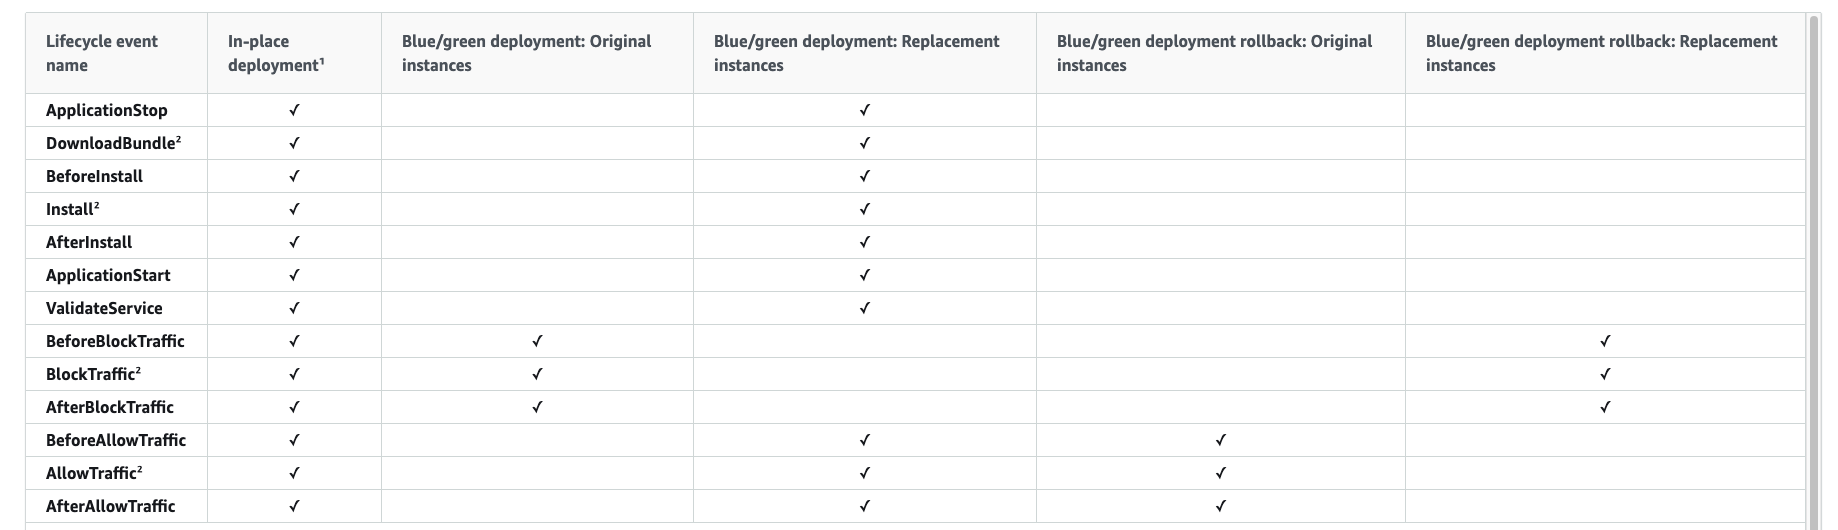 Lifecycle event name
In-place deployment¹
Blue/green deployment: Original instances
Blue/green deployment: Replacement instances
Blue/green deployment rollback: Original instances
Blue/green deployment rollback: Replacement instances
ApplicationStop ✓ ✓
DownloadBundle² ✓ ✓
BeforeInstall ✓ ✓
Install² ✓ ✓
AfterInstall ✓ ✓
ApplicationStart ✓ ✓
ValidateService ✓ ✓
BeforeBlockTraffic ✓ ✓ ✓
BlockTraffic² ✓ ✓ ✓
AfterBlockTraffic ✓ ✓ ✓
BeforeAllowTraffic ✓ ✓ ✓
AllowTraffic² ✓ ✓ ✓
AfterAllowTraffic ✓ ✓ ✓